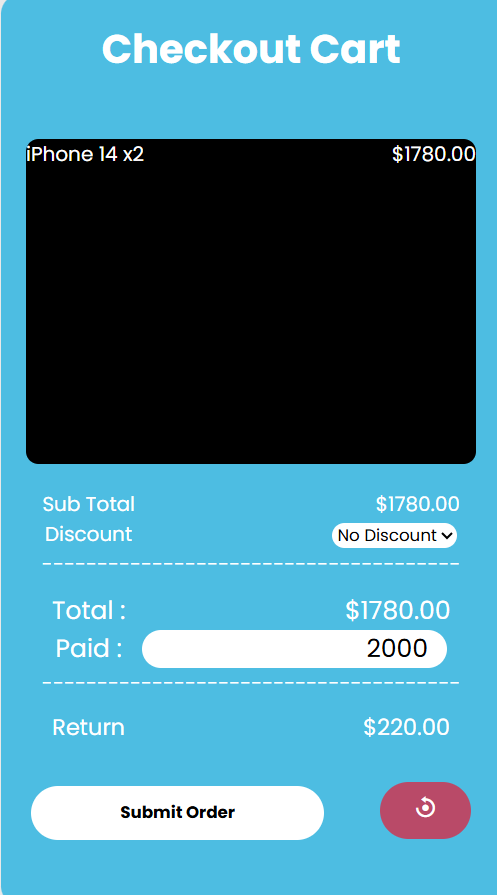 Checkout Cart
iPhone 14 x2 $1780.00
Sub Total $1780.00
Discount No Discount
--------------------------------------
Total : $1780.00
Paid : 2000
--------------------------------------
Return $220.00
Submit Order